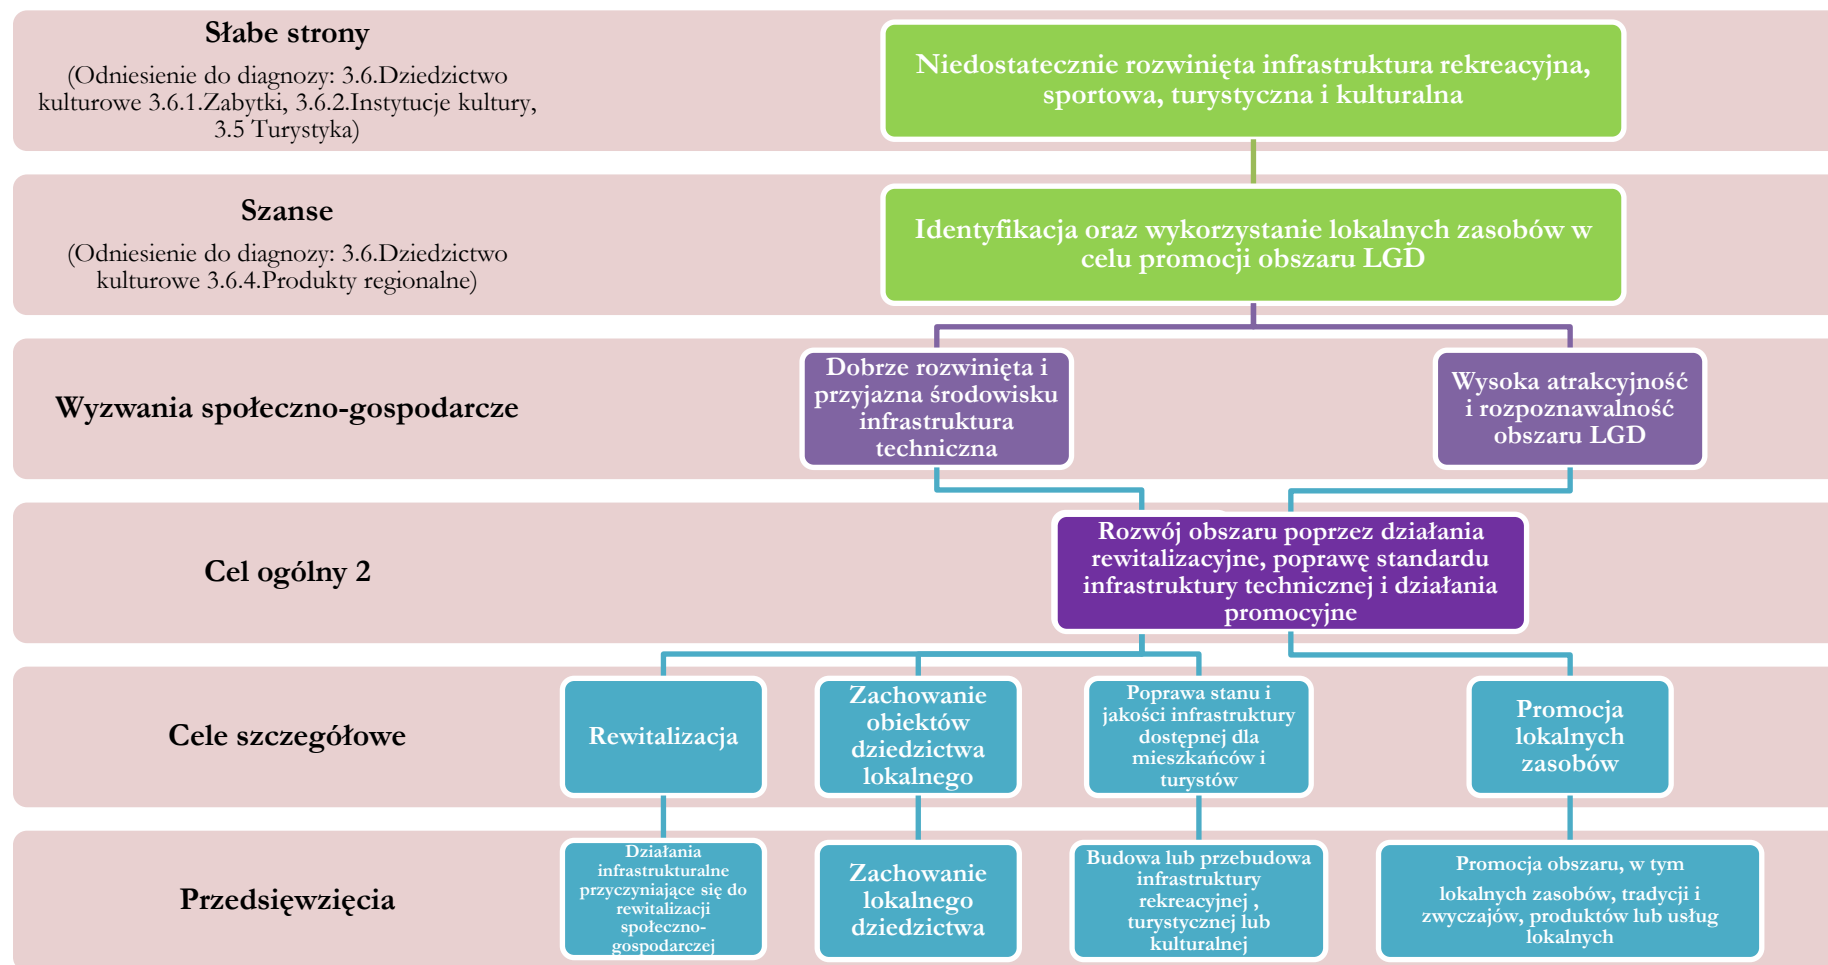 Słabe strony
(Odniesienie do diagnozy: 3.6.Dziedzictwo
kulturowe 3.6.1.Zabytki, 3.6.2.Instytucje kultury,
3.5 Turystyka)
Niedostatecznie rozwinięta infrastruktura rekreacyjna,
sportowa, turystyczna i kulturalna
Szanse
(Odniesienie do diagnozy: 3.6.Dziedzictwo
kulturowe 3.6.4.Produkty regionalne)
Identyfikacja oraz wykorzystanie lokalnych zasobów w
celu promocji obszaru LGD
Wyzwania społeczno-gospodarcze
Dobrze rozwinięta i
przyjazna środowisku
infrastruktura
techniczna
Wysoka atrakcyjność
i rozpoznawalność
obszaru LGD
Cel ogólny 2
Rozwój obszaru poprzez działania
rewitalizacyjne, poprawę standardu
infrastruktury technicznej i działania
promocyjne
Cele szczegółowe
Rewitalizacja
Zachowanie
obiektów
dziedzictwa
lokalnego
Poprawa stanu i
jakości infrastruktury
dostępnej dla
mieszkańców i
turystów
Promocja
lokalnych
zasobów
Przedsięwzięcia
Działania
infrastrukturalne
przyczyniające się do
rewitalizacji
społeczno-
gospodarczej
Zachowanie
lokalnego
dziedzictwa
Budowa lub przebudowa
infrastruktury
rekreacyjnej ,
turystycznej lub
kulturalnej
Promocja obszaru, w tym
lokalnych zasobów, tradycji i
zwyczajów, produktów lub usług
lokalnych